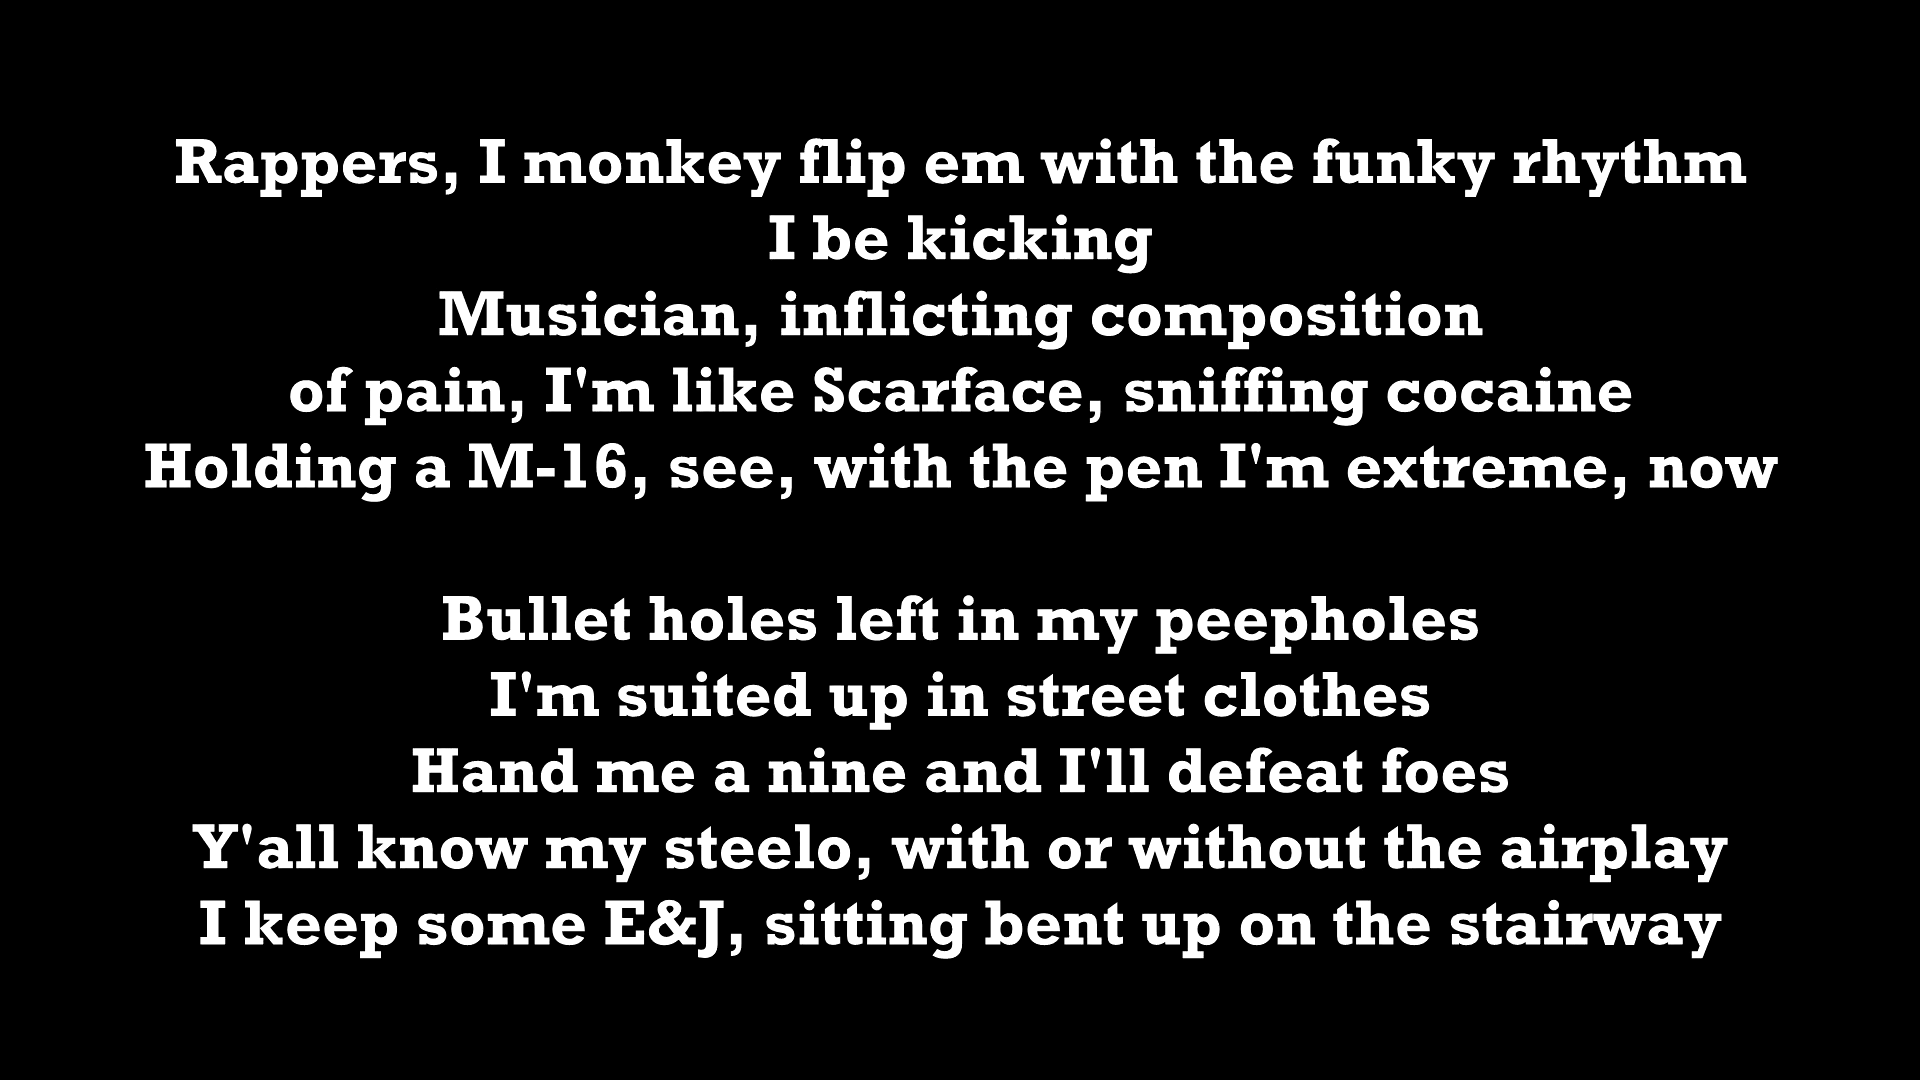 Rappers, I monkey flip em with the funky rhythm
I be kicking
Musician, inflicting composition
of pain, I'm like Scarface, sniffing cocaine
Holding a M-16, see, with the pen I'm extreme, now
Bullet holes left in my peepholes
I'm suited up in street clothes
Hand me a nine and I'll defeat foes
Y'all know my steelo, with or without the airplay
I keep some E&J, sitting bent up on the stairway